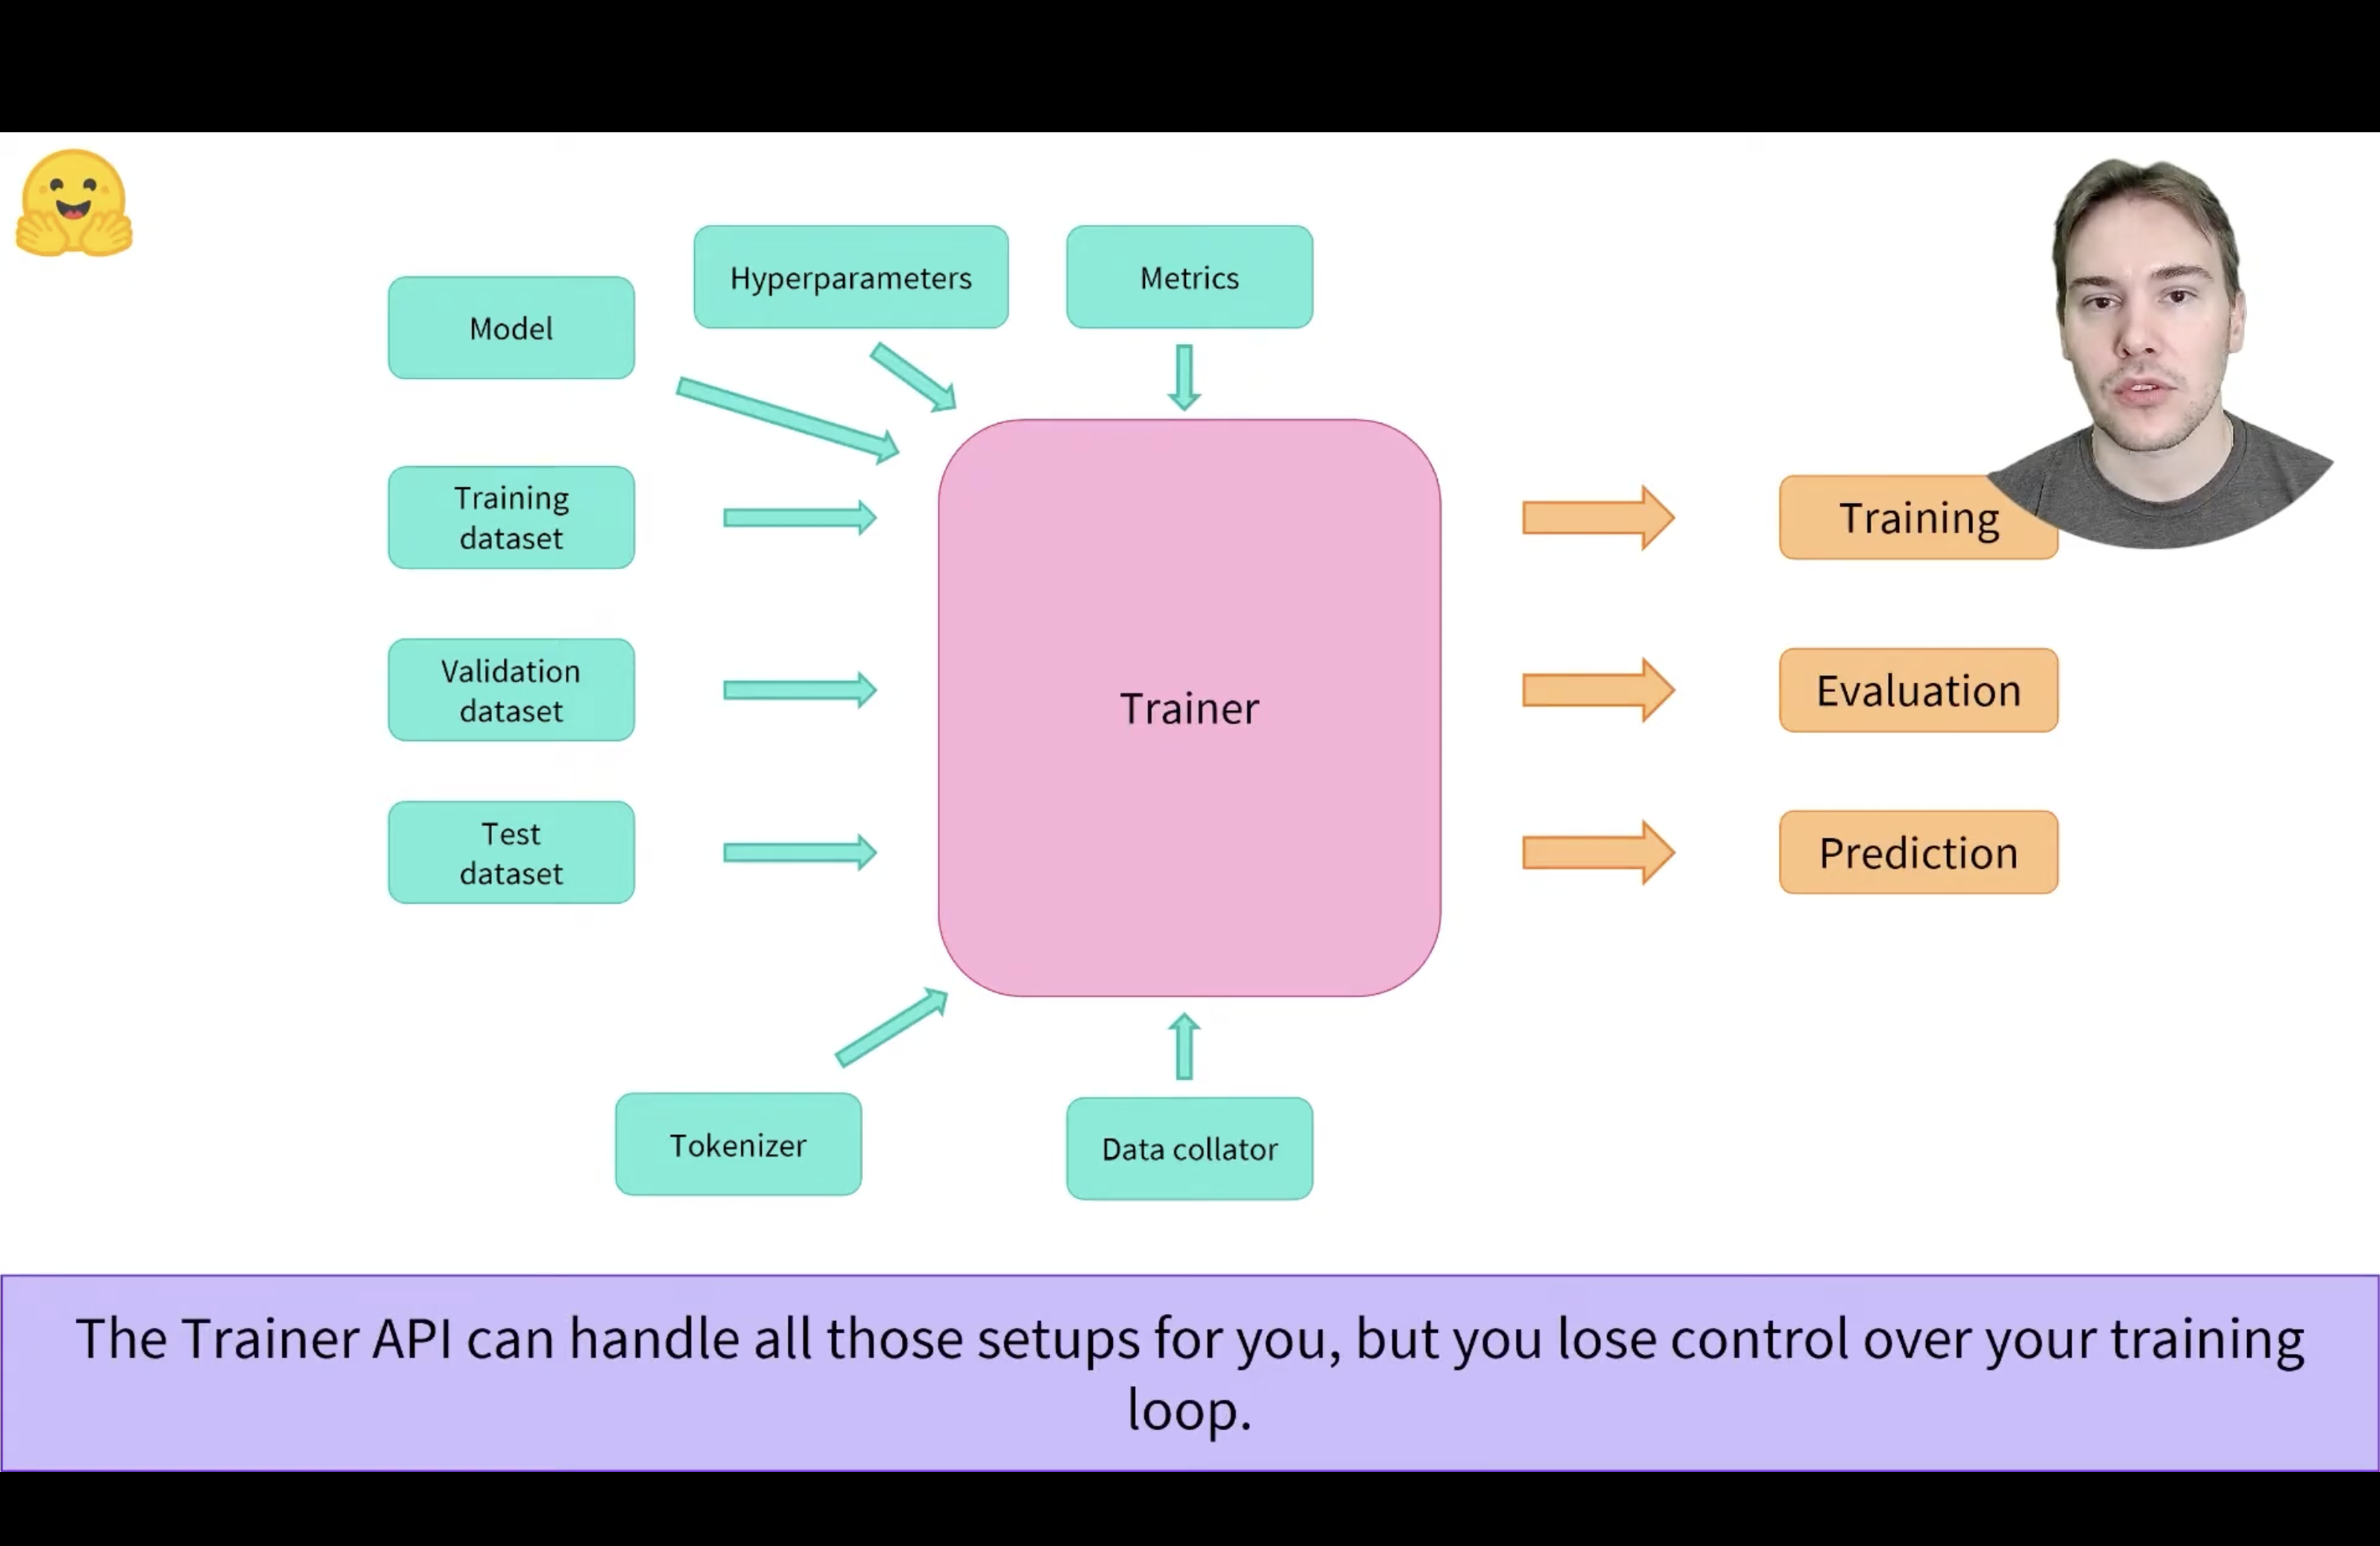 Hyperparameters
Metrics
Model
Training
dataset
Training
Validation
dataset
Evaluation
Trainer
Test
dataset
Prediction
Tokenizer
Data collator
The Trainer API can handle all those setups for you, but you lose control over your training
loop.